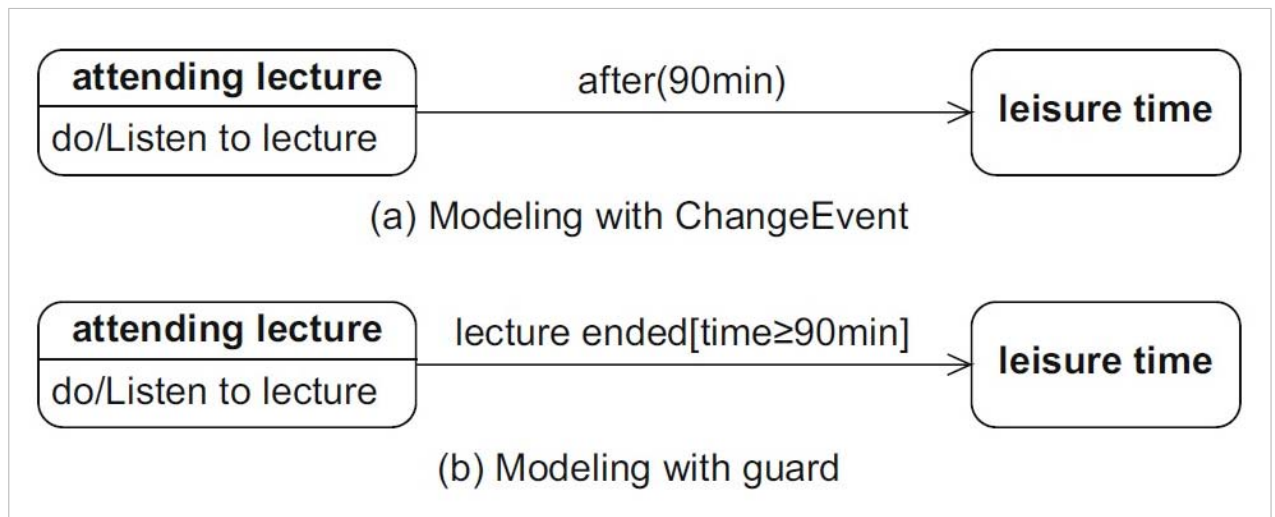 attending lecture
do/Listen to lecture
after(90min)
leisure time
(a) Modeling with ChangeEvent
attending lecture
do/Listen to lecture
lecture ended[time≥90min]
leisure time
(b) Modeling with guard